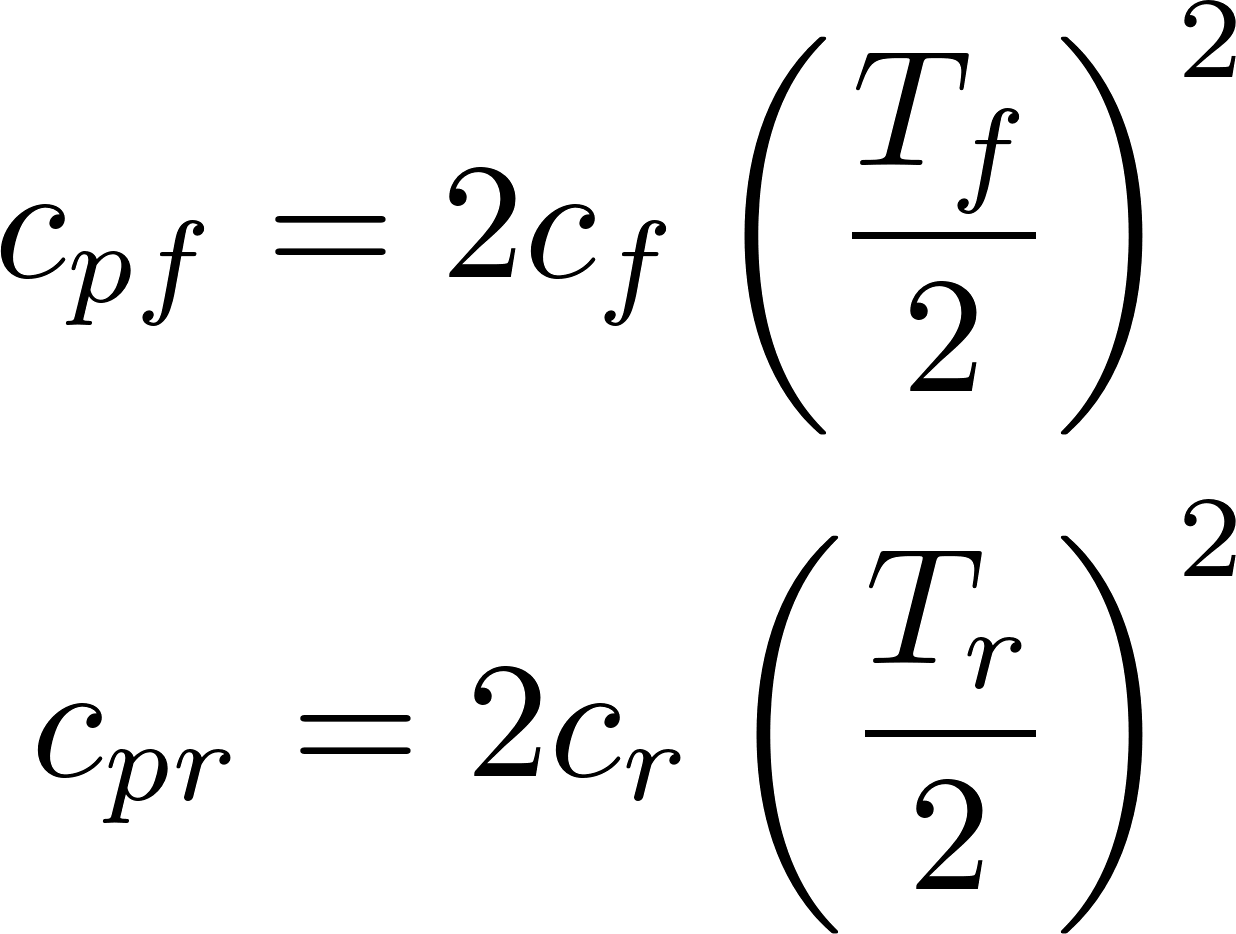 $c_{pf} = 2c_f \left( \frac{T_f}{2} \right)^2$
$c_{pr} = 2c_r \left( \frac{T_r}{2} \right)^2$